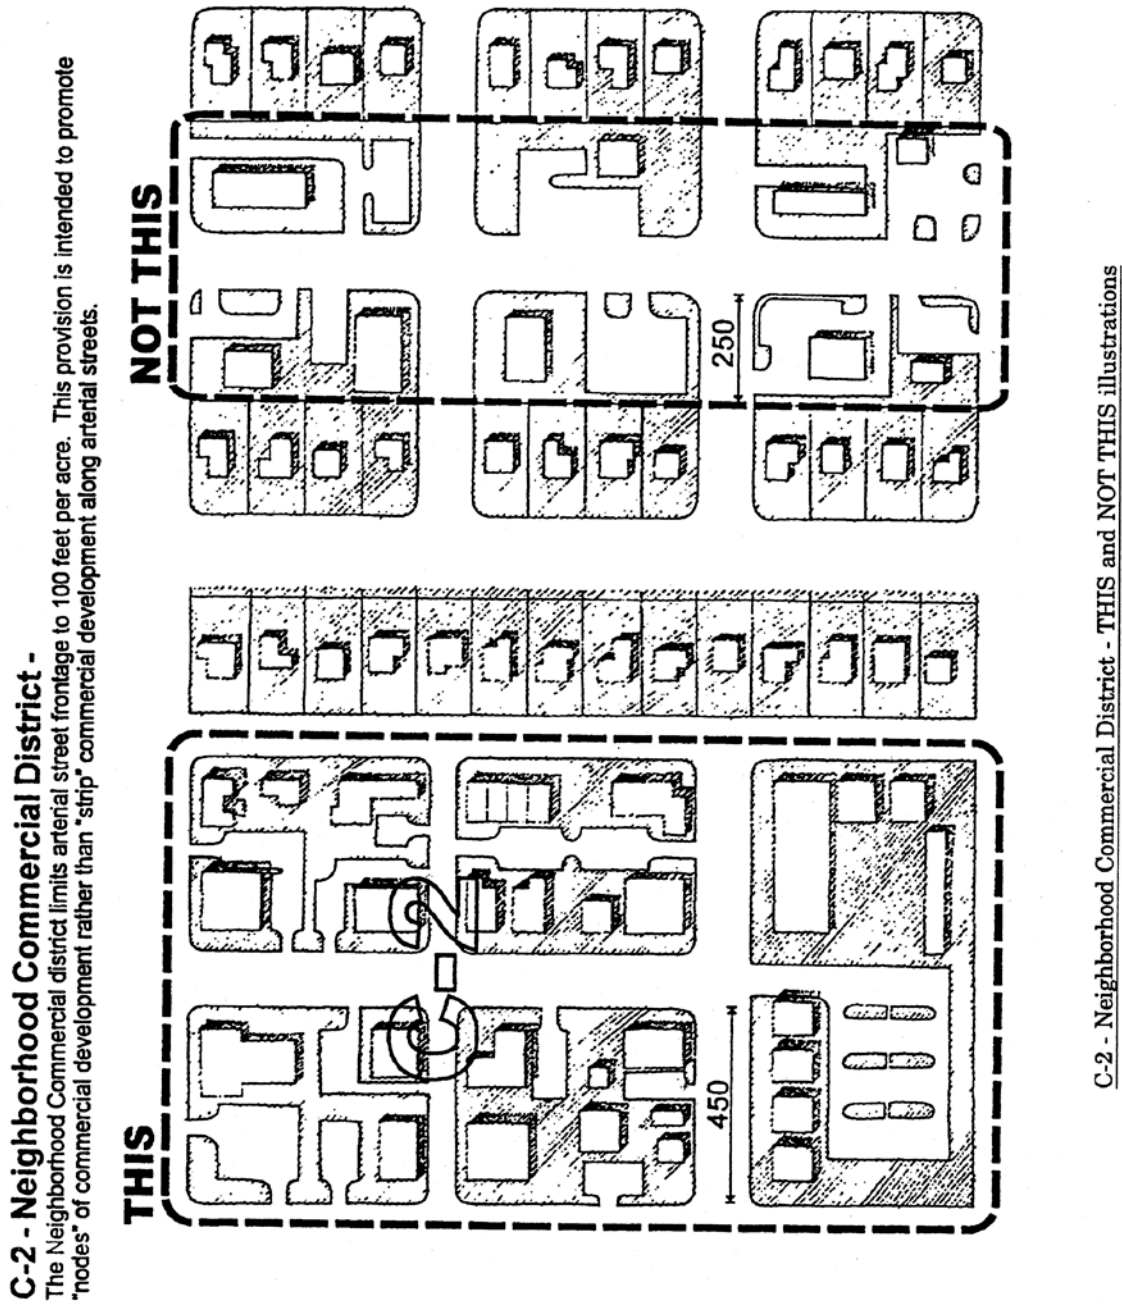 C-2 - Neighborhood Commercial District -
The Neighborhood Commercial district limits arterial street frontage to 100 feet per acre. This provision is intended to promote
"nodes" of commercial development rather than "strip" commercial development along arterial streets.
THIS
NOT THIS
C-2
450
250
C-2 - Neighborhood Commercial District - THIS and NOT THIS illustrations